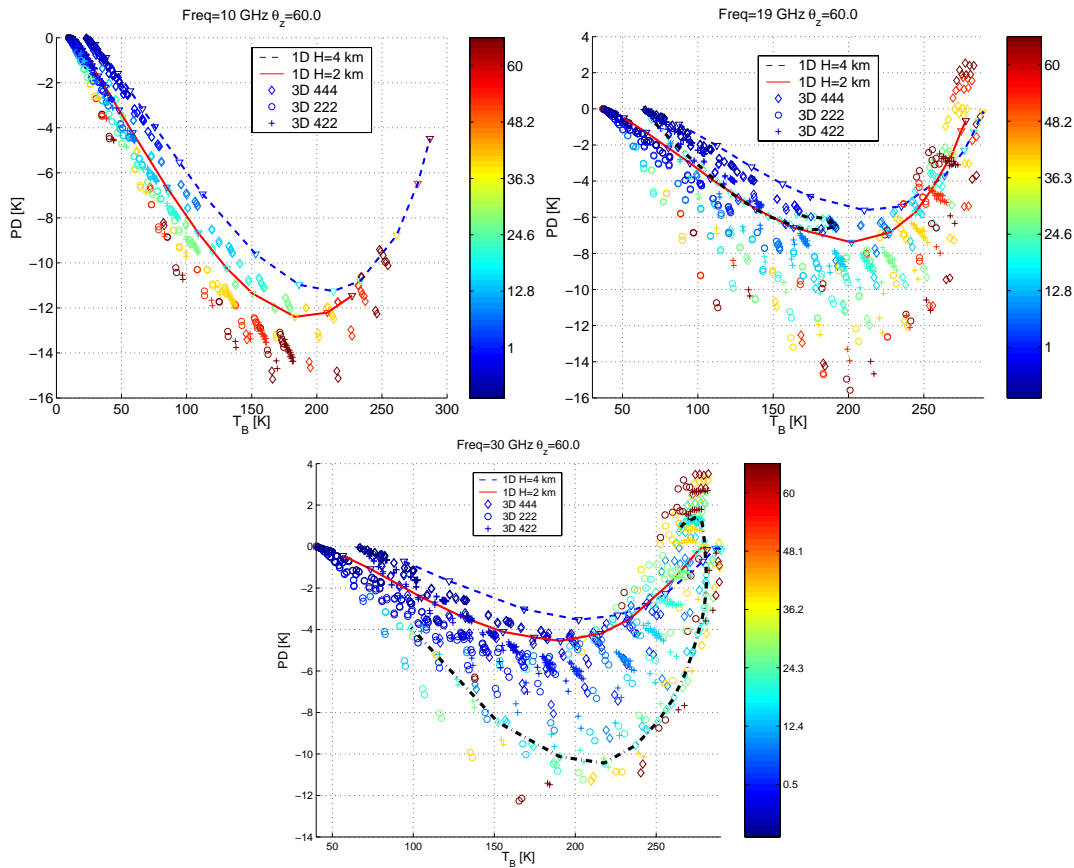 Freq=10 GHz θ_z=60.0
PD [K]
0
−2
−4
−6
−8
−10
−12
−14
−16
0
50
100
150
200
250
300
T_B [K]
1D H=4 km
1D H=2 km
3D 444
3D 222
3D 422
60
48.2
36.3
24.6
12.8
1
Freq=19 GHz θ_z=60.0
PD [K]
4
2
0
−2
−4
−6
−8
−10
−12
−14
−16
50
100
150
200
250
T_B [K]
1D H=4 km
1D H=2 km
3D 444
3D 222
3D 422
60
48.2
36.3
24.6
12.8
1
Freq=30 GHz θ_z=60.0
PD [K]
4
2
0
−2
−4
−6
−8
−10
−12
−14
50
100
150
200
250
T_B [K]
1D H=4 km
1D H=2 km
3D 444
3D 222
3D 422
60
48.1
36.2
24.3
12.4
0.5